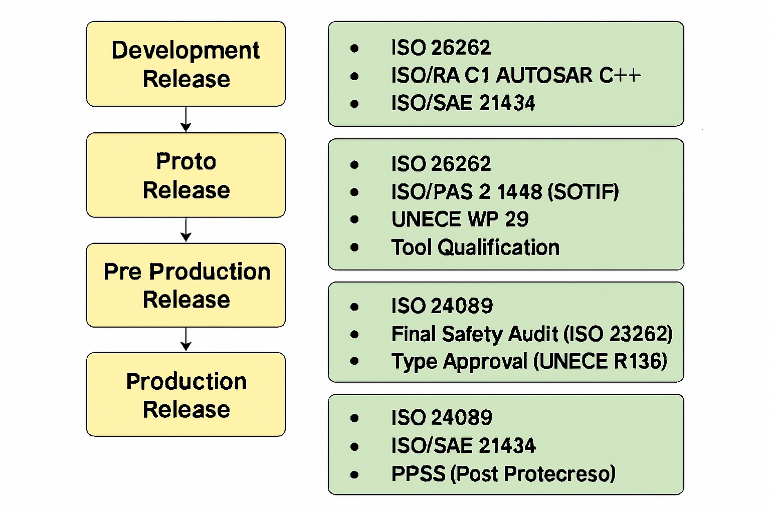 Development
Release
• ISO 26262
• ISO/RA C1 AUTOSAR C++
• ISO/SAE 21434
Proto
Release
• ISO 26262
• ISO/PAS 2 1448 (SOTIF)
• UNECE WP 29
• Tool Qualification
Pre Production
Release
• ISO 24089
• Final Safety Audit (ISO 23262)
• Type Approval (UNECE R136)
Production
Release
• ISO 24089
• ISO/SAE 21434
• PPSS (Post Protecreso)